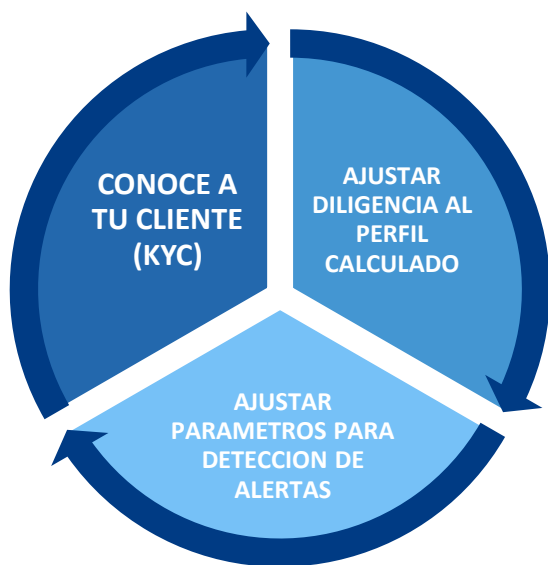 CONOCE A
TU CLIENTE
(KYC)
AJUSTAR
DILIGENCIA AL
PERFIL
CALCULADO
AJUSTAR
PARAMETROS PARA
DETECCION DE
ALERTAS